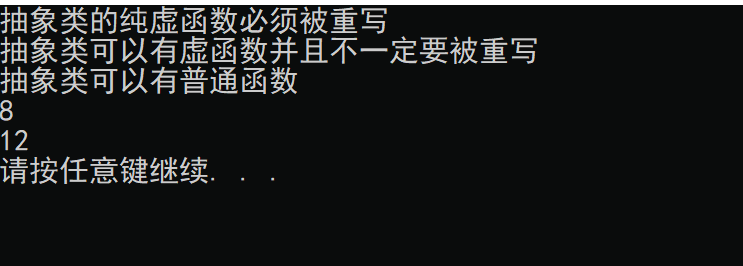 抽象类的纯虚函数必须被重写
抽象类可以有虚函数并且不一定要被重写
抽象类可以有普通函数
8
12
请按任意键继续. . .